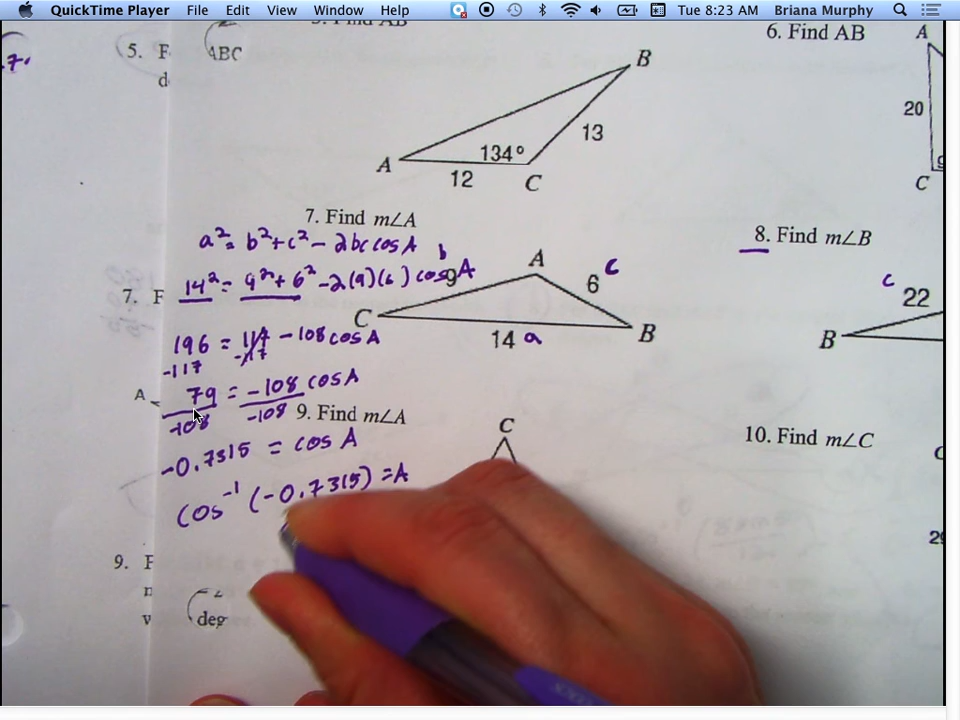 QuickTime Player File Edit View Window Help Tue 8:23 AM Briana Murphy
5. F
ABC
6. Find AB
A
20
C
B
13
134°
A
12
C
7. Find m∠A
a² = b² + c² - 2bc cos A
14² = 9² + 6² - 2(9)(6) cos A
7. F
196 = 117 - 108 cos A
-117 -117
79 = -108 cos A
-108 -108
-0.7315 = cos A
cos⁻¹ (-0.7315) = A
b
9
A
6
c
C
14 a
B
8. Find m∠B
c
22
B
A
9. Find m∠A
C
10. Find m∠C
29
9. F
deg